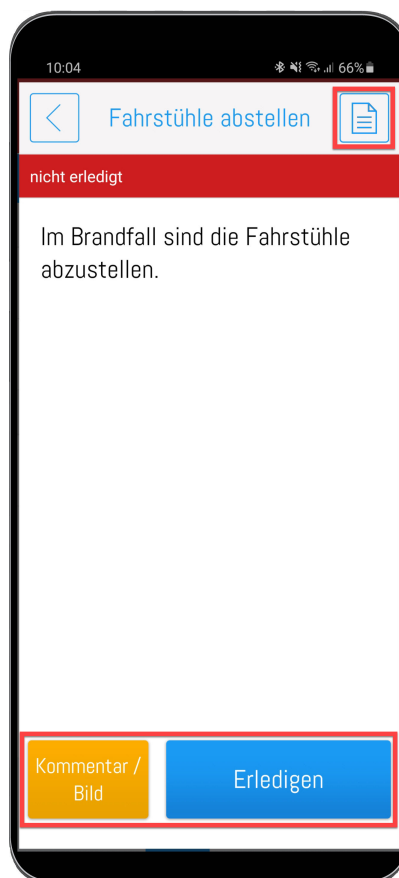 10:04
66%
Fahrstühle abstellen
nicht erledigt
Im Brandfall sind die Fahrstühle
abzustellen.
Kommentar /
Bild
Erledigen